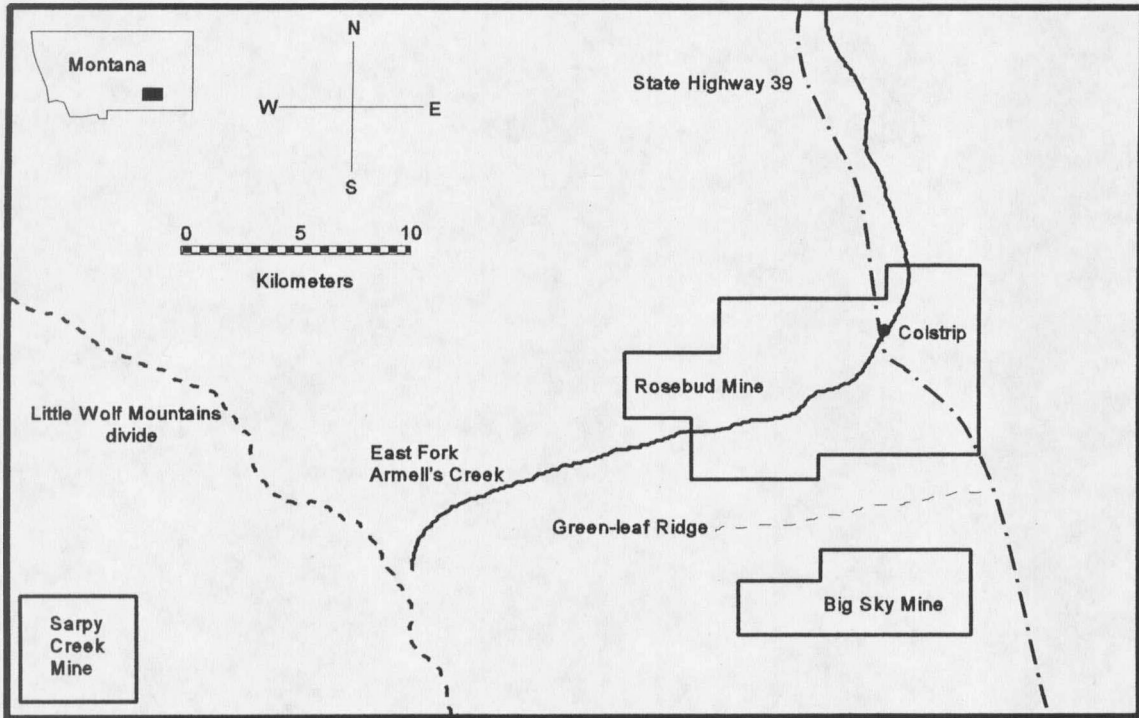 Montana
N
W
E
S
0 5 10
Kilometers
State Highway 39
Colstrip
Rosebud Mine
Little Wolf Mountains
divide
East Fork
Armell's Creek
Green-leaf Ridge
Big Sky Mine
Sarpy
Creek
Mine